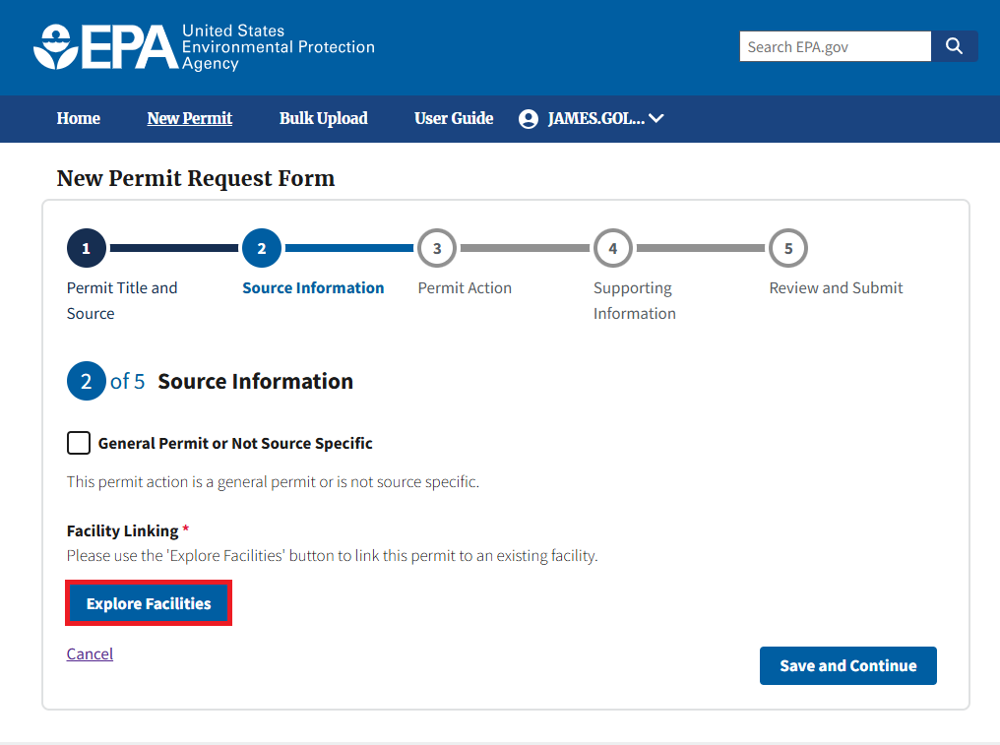 EPA United States
Environmental Protection
Agency
Search EPA.gov
Home New Permit Bulk Upload User Guide JAMES.GOL...
New Permit Request Form
1 2 3 4 5
Permit Title and Source Information Permit Action Supporting Review and Submit
Source Information
2 of 5 Source Information
General Permit or Not Source Specific
This permit action is a general permit or is not source specific.
Facility Linking *
Please use the 'Explore Facilities' button to link this permit to an existing facility.
Explore Facilities
Cancel
Save and Continue